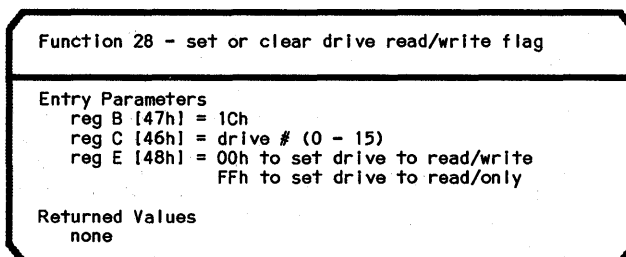 Function 28 - set or clear drive read/write flag
Entry Parameters
reg B [47h] = 1Ch
reg C [46h] = drive # (0 - 15)
reg E [48h] = 00h to set drive to read/write
FFh to set drive to read/only
Returned Values
none